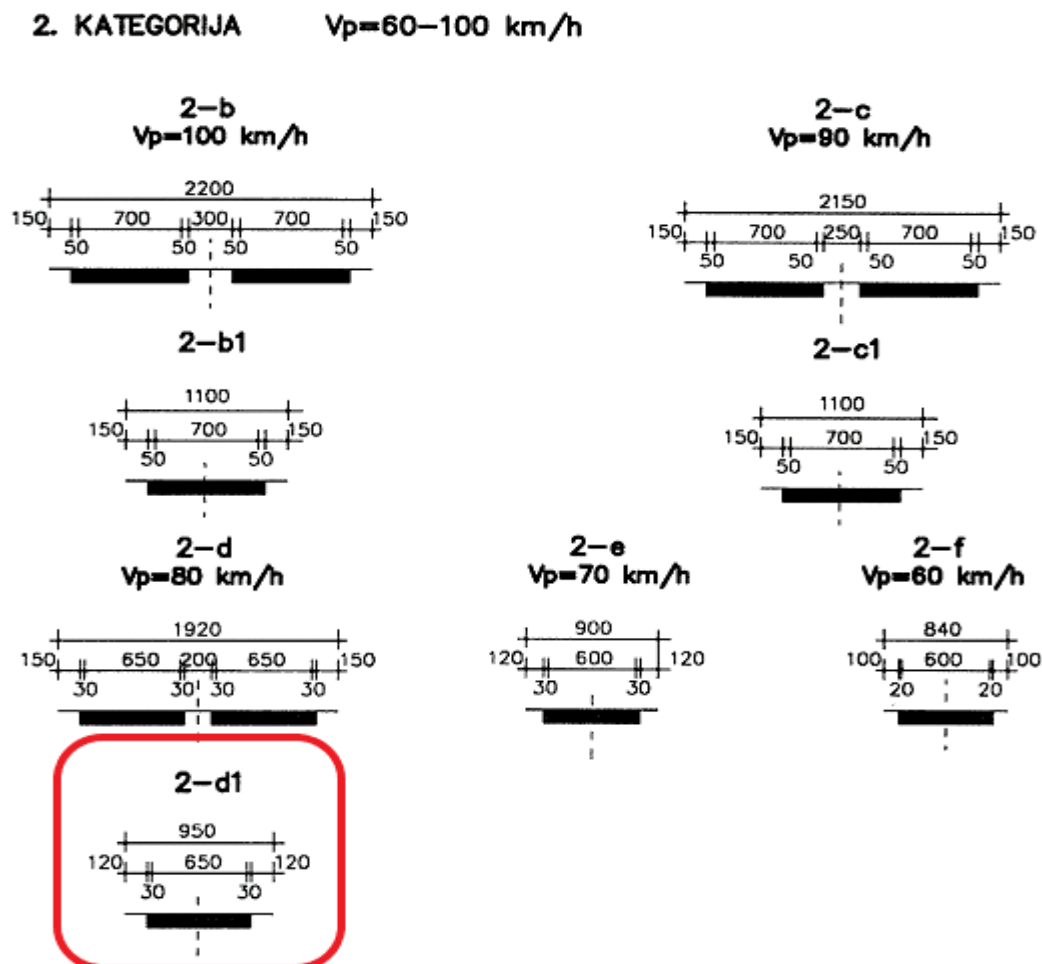 2. KATEGORIJA Vp=60-100 km/h
2-b
Vp=100 km/h
2200
150 700 300 700 150
50 50 50 50
2-c
Vp=90 km/h
2150
150 700 250 700 150
50 50 50 50
2-b1
1100
150 700 150
50 50
2-c1
1100
150 700 150
50 50
2-d
Vp=80 km/h
1920
150 650 200 650 150
30 30 30 30
2-e
Vp=70 km/h
900
120 600 120
30 30
2-f
Vp=60 km/h
840
100 600 100
20 20
2-d1
950
120 650 120
30 30